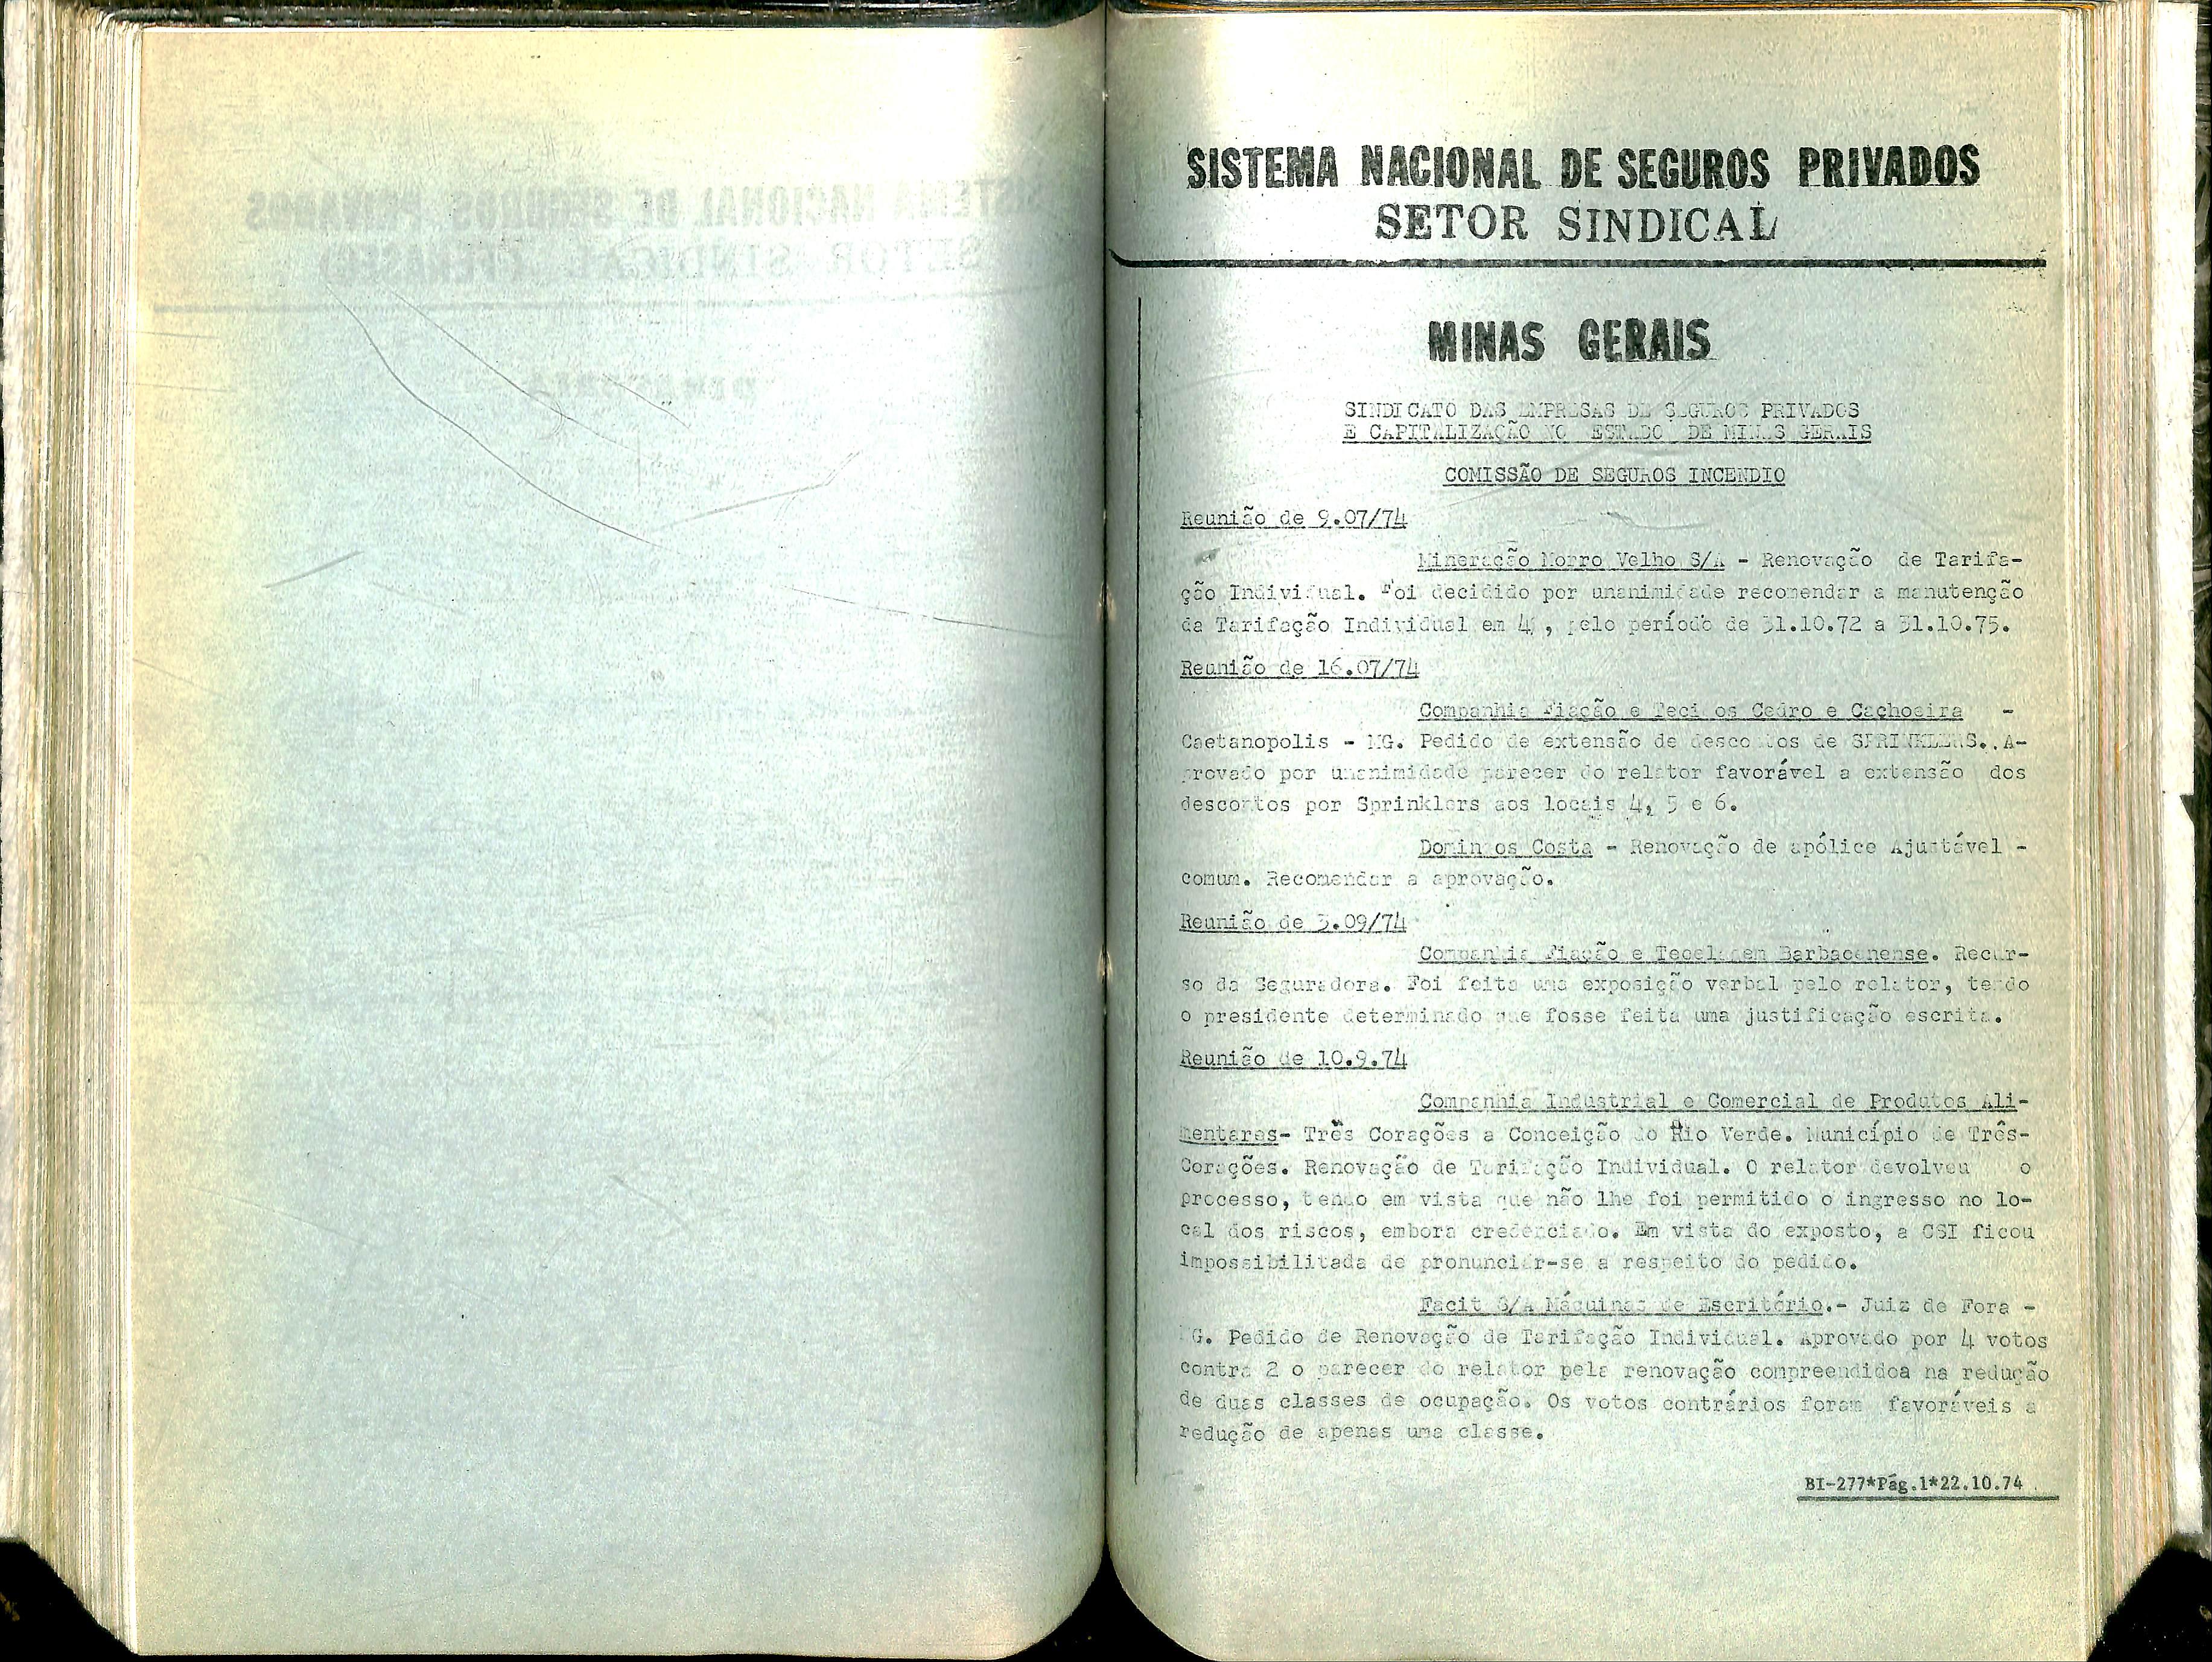 SISTEMA NACIONAL DE SEGUROS PRIVADOS
SETOR SINDICAL
MINAS GERAIS
SINDICATO DAS EMPRESAS DE SEGUROS PRIVADOS
E CAPITALIZAÇÃO NO ESTADO DE MINAS GERAIS
COMISSÃO DE SEGUROS INCENDIO
Reunião de 9.07/74
Mineração Morro Velho S/A - Renovação de Tarifa-
ção Individual. Foi decidido por unanimidade recomendar a manutenção
da Tarifação Individual em , pelo período de 31.10.72 a 31.10.75.
Reunião de 16.07/74
Companhia Fiação e Tecidos Cedro e Cachoeira -
Caetanopolis - MG. Pedido de extensão de descontos de SPRINKLERS. A-
provado por unanimidade parecer do relator favorável a extensão dos
descontos por Sprinklers aos locais 4, 5 e 6.
Domingos Costa - Renovação de apólice Ajustável -
comum. Recomendar a aprovação.
Reunião de 3.09/74
Companhia Fiação e Tecelagem Barbacenense. Recur-
so da Seguradora. Foi feita uma exposição verbal pelo relator, tendo
o presidente determinado que fosse feita uma justificação escrita.
Reunião de 10.9.74
Companhia Industrial e Comercial de Produtos Ali-
mentares- Três Corações a Conceição do Rio Verde. Município de Três-
Corações. Renovação de Tarifação Individual. O relator devolveu o
processo, tendo em vista que não lhe foi permitido o ingresso no lo-
cal dos riscos, embora credenciado. Em vista do exposto, a CSI ficou
impossibilitada de pronunciar-se a respeito do pedido.
Facit S/A Máquinas de Escritório.- Juiz de Fora -
MG. Pedido de Renovação de Tarifação Individual. Aprovado por 4 votos
contra 2 o parecer do relator pela renovação compreendidoa na redução
de duas classes de ocupação. Os votos contrários foram favoráveis a
redução de apenas uma classe.
BI-277*Pág.1*22.10.74